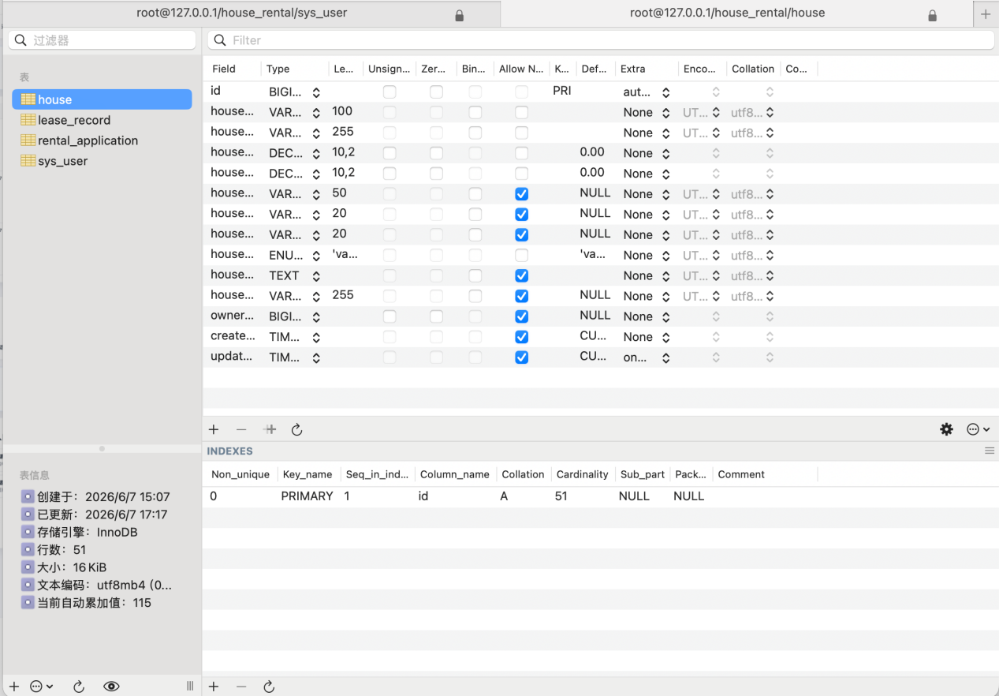 root@127.0.0.1/house_rental/sys_user
root@127.0.0.1/house_rental/house
过滤器
表
house
lease_record
rental_application
sys_user
Filter
Field Type Le... Unsign... Zer... Bin... Allow N... K... Def... Extra Enco... Collation Co...
id BIGI... PRI aut...
house... VAR... 100 None UT... utf8...
house... VAR... 255 None UT... utf8...
house... DEC... 10,2 0.00 None
house... DEC... 10,2 0.00 None
house... VAR... 50 NULL None UT... utf8...
house... VAR... 20 NULL None UT... utf8...
house... VAR... 20 NULL None UT... utf8...
house... ENU... 'va... 'va... None UT... utf8...
house... TEXT None UT... utf8...
house... VAR... 255 NULL None UT... utf8...
owner... BIGI... NULL None
create... TIM... CU... None
updat... TIM... CU... on...
INDEXES
Non_unique Key_name Seq_in_ind... Column_name Collation Cardinality Sub_part Pack... Comment
0 PRIMARY 1 id A 51 NULL NULL
表信息
创建于：2026/6/7 15:07
已更新：2026/6/7 17:17
存储引擎：InnoDB
行数：51
大小：16 KiB
文本编码：utf8mb4 (0...
当前自动累加值：115